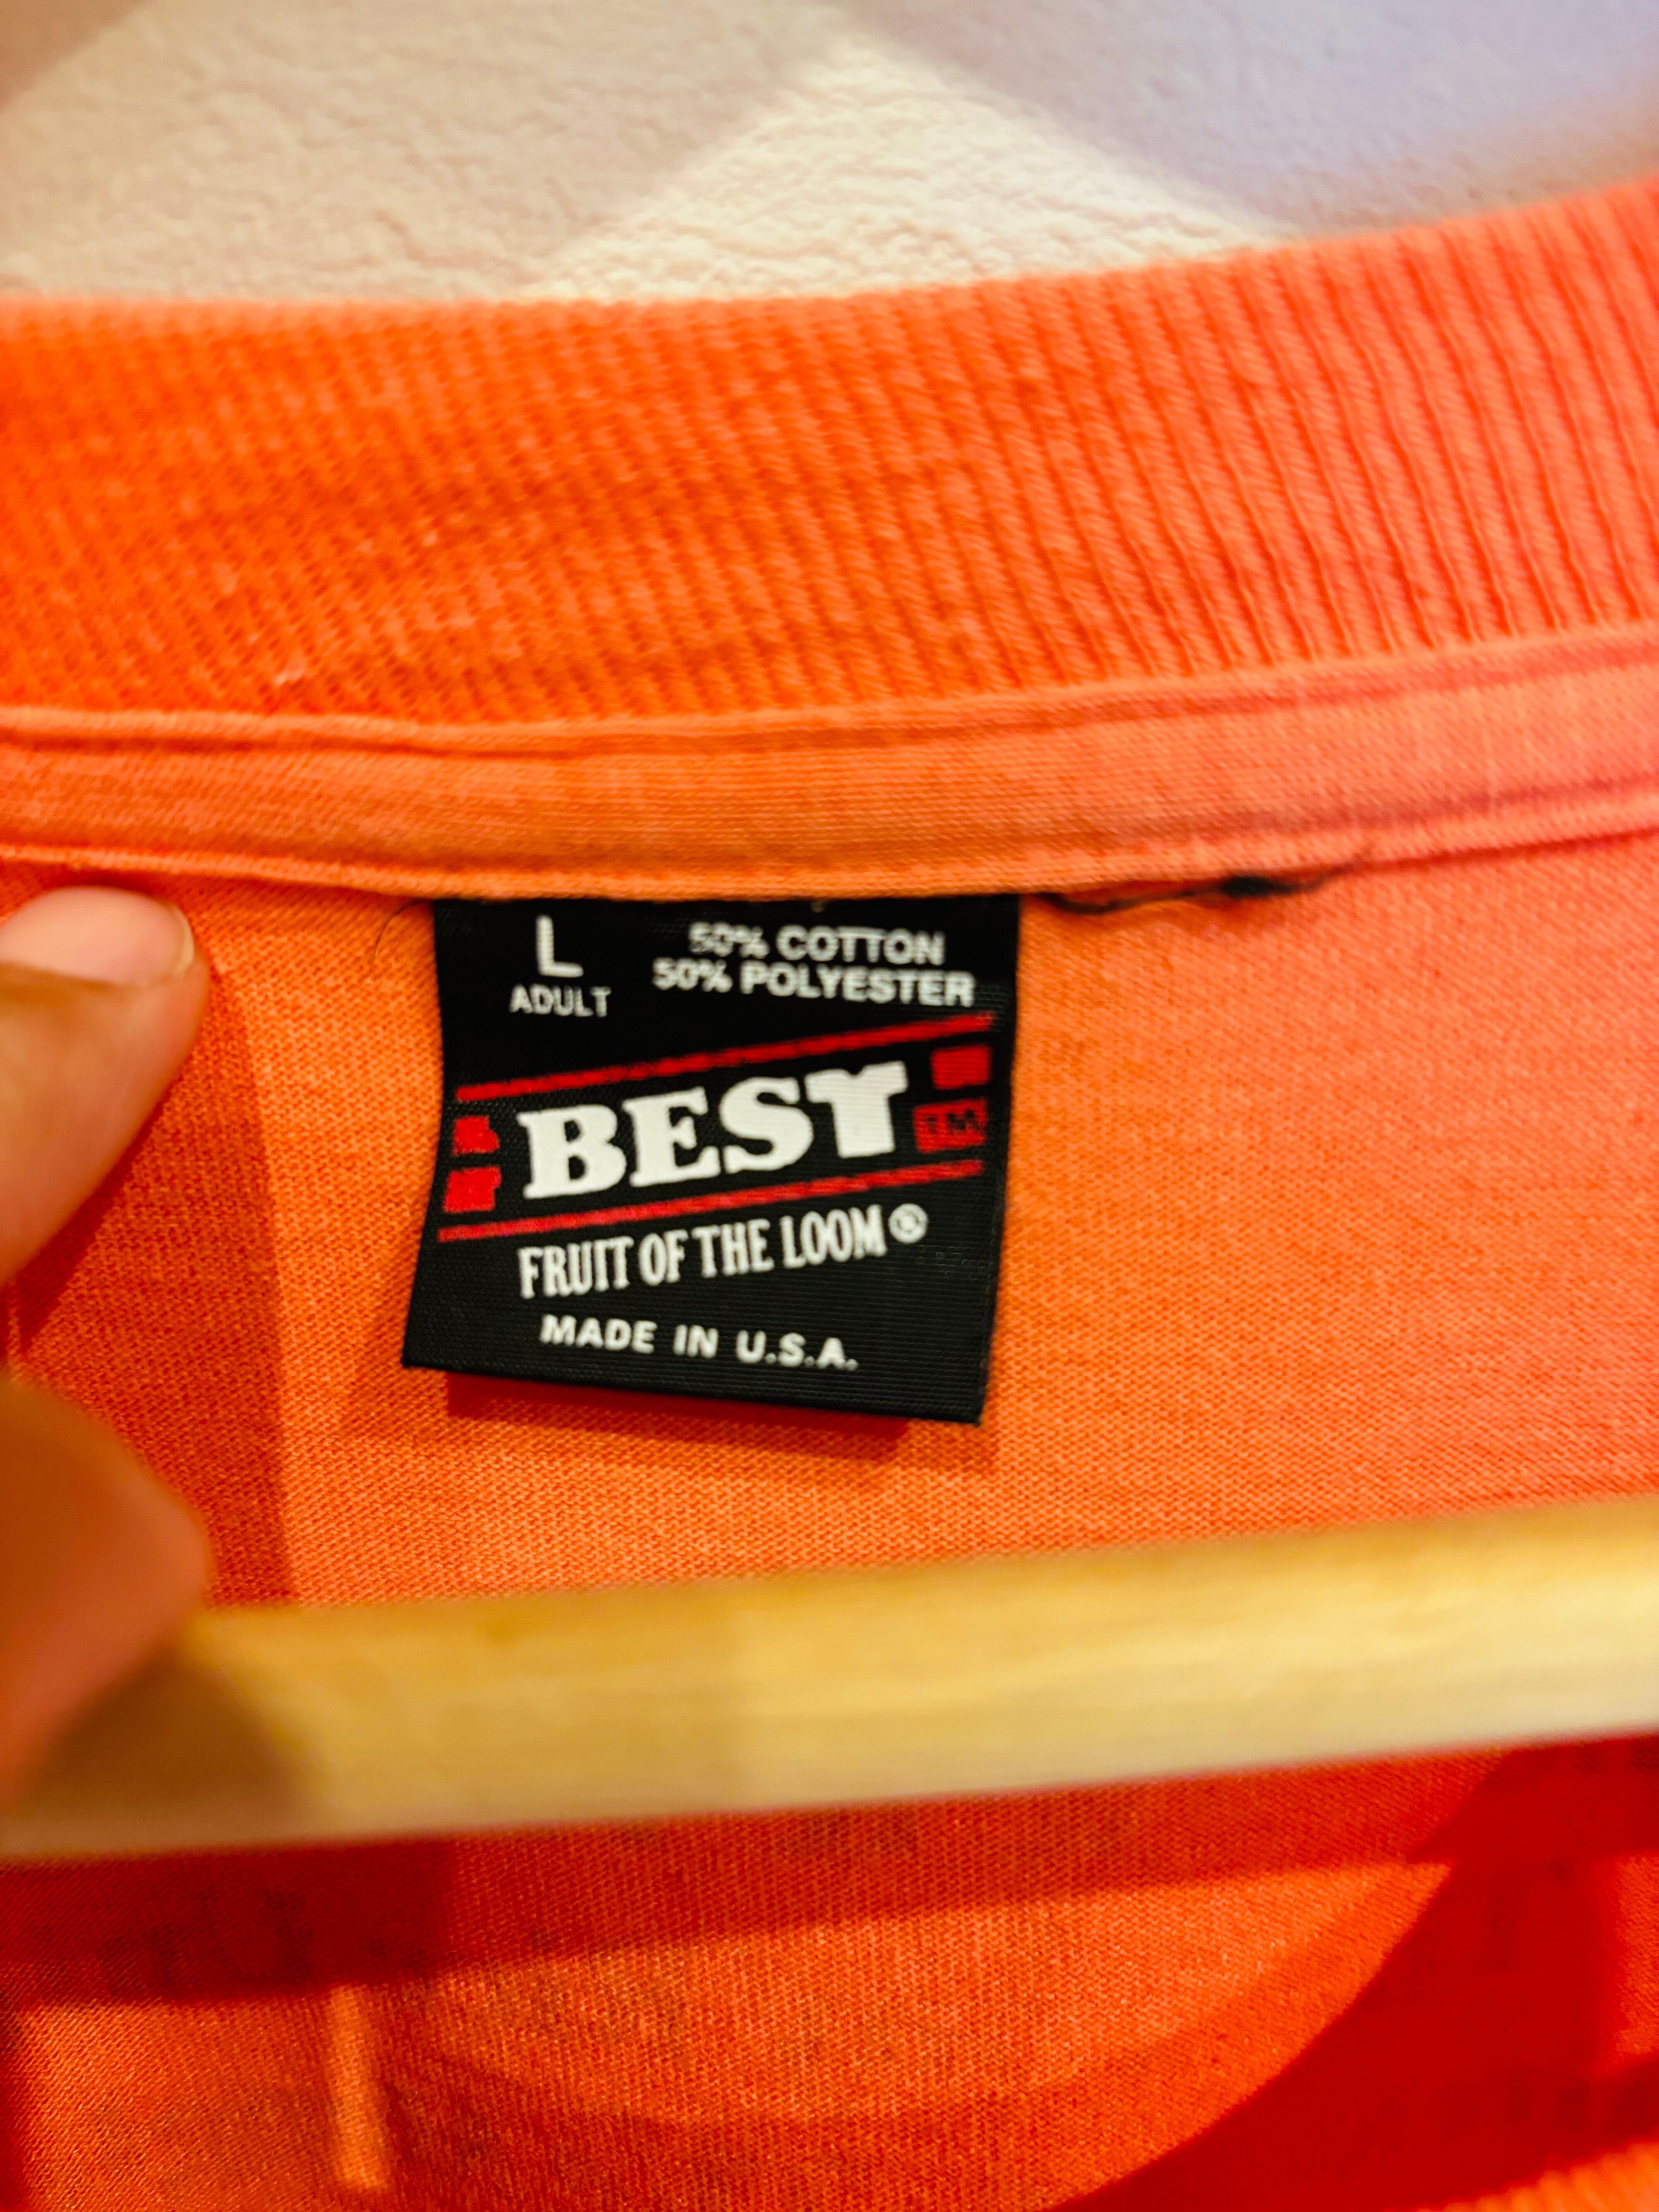 L
ADULT
50% COTTON
50% POLYESTER
BEST
TM
FRUIT OF THE LOOM®
MADE IN U.S.A.